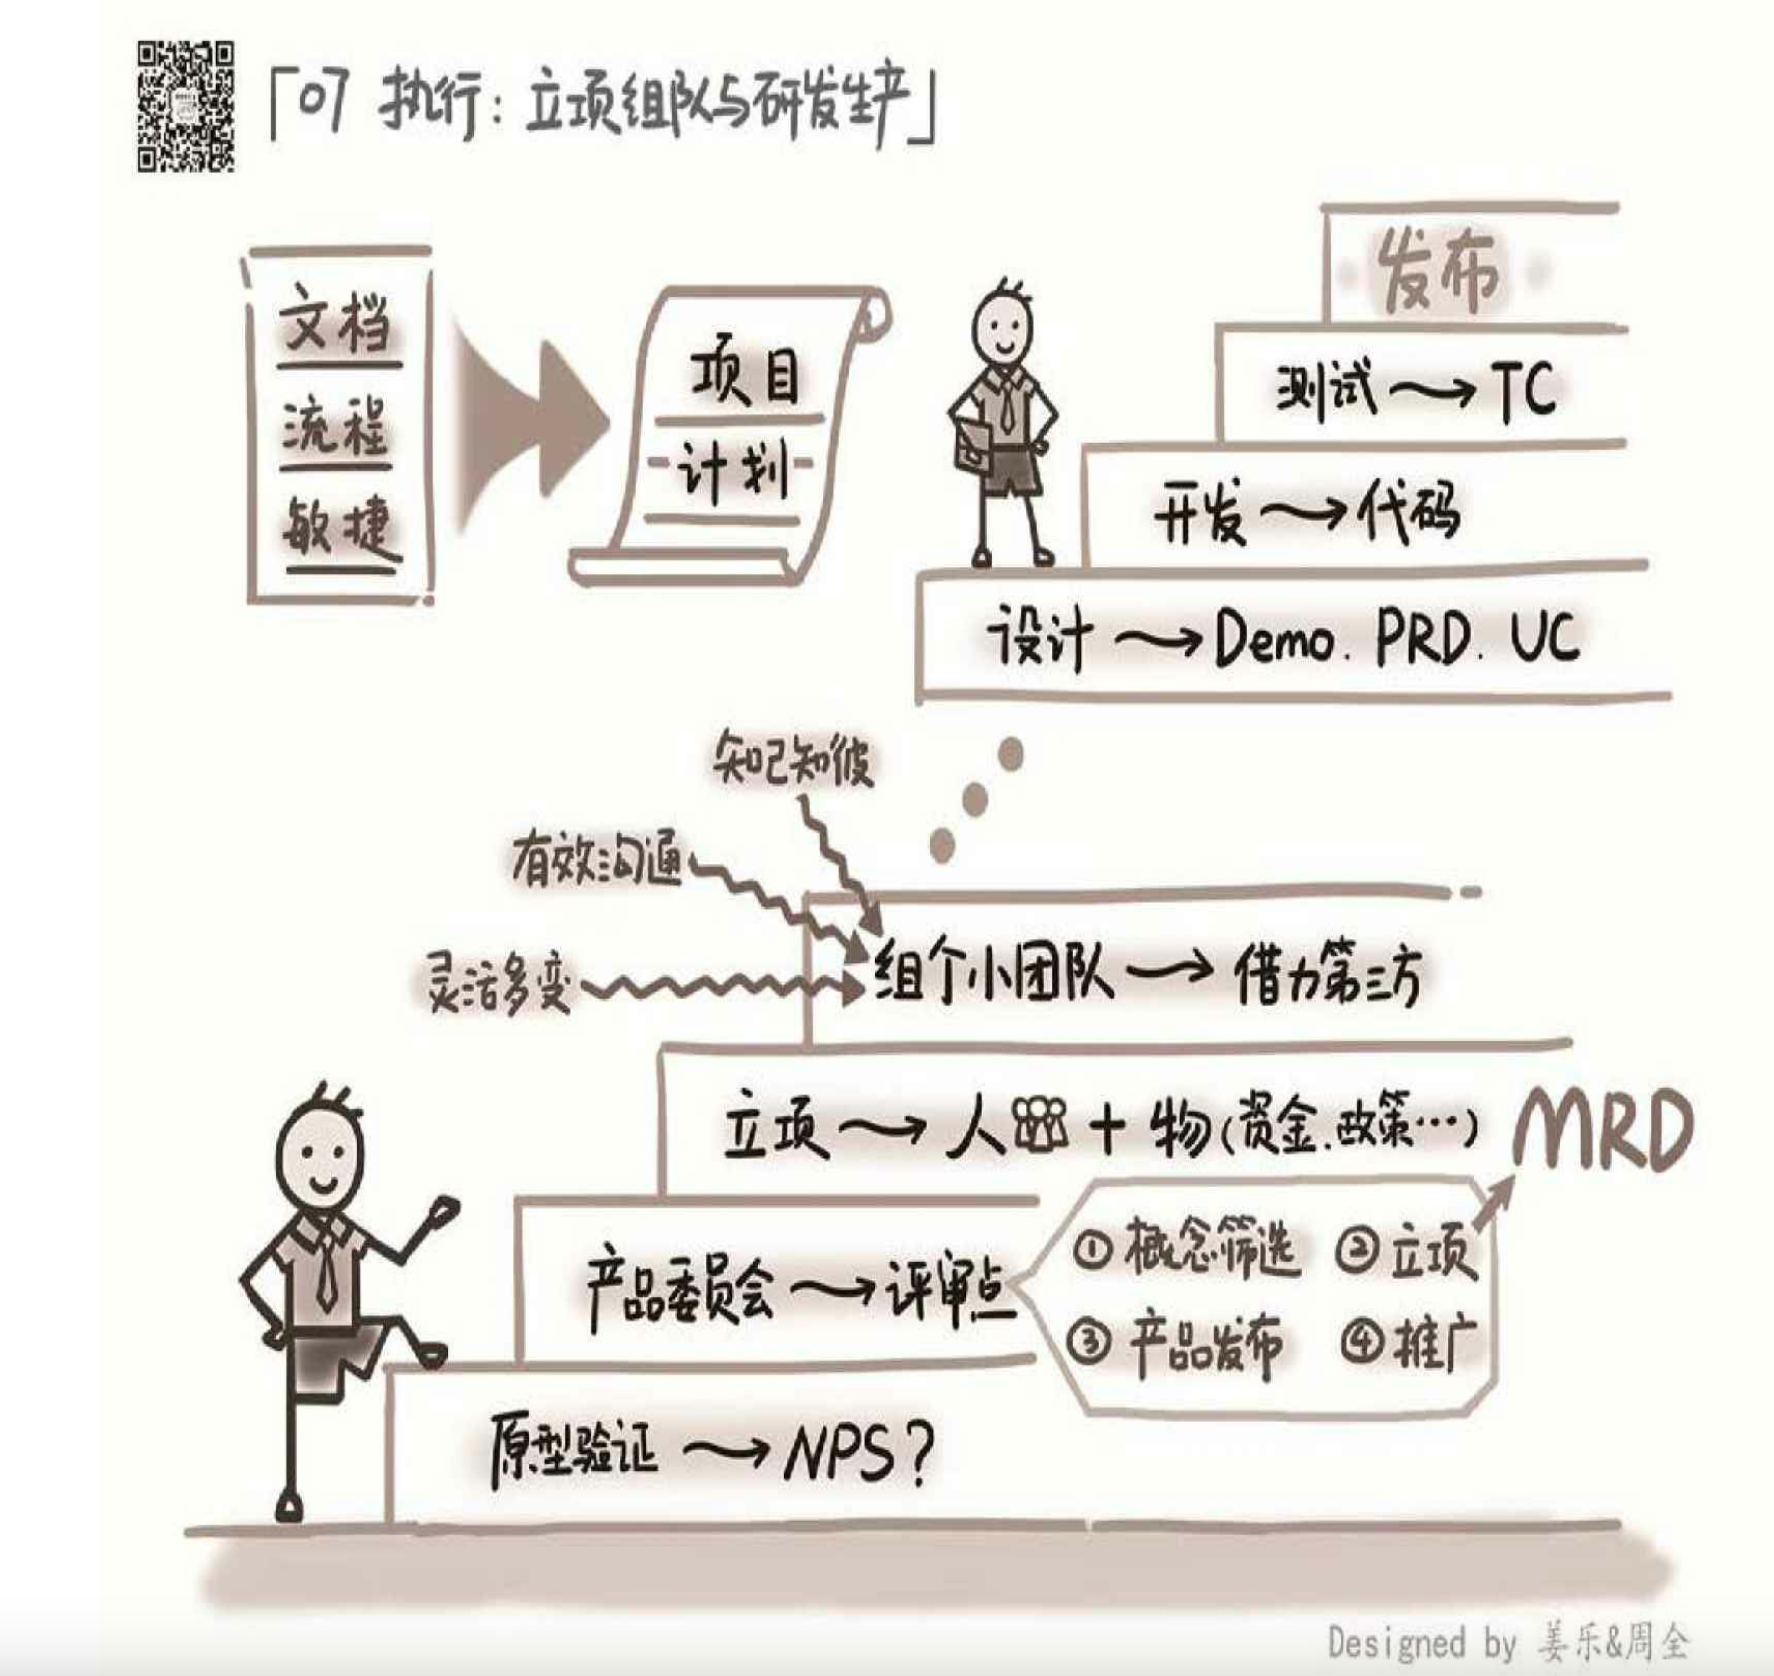 「07 执行：立项组队与研发生产」
文档
流程
敏捷
项目
计划
发布
测试→TC
开发→代码
设计→Demo. PRD. UC
知己知彼
有效沟通
灵活多变
组个小团队→借力第三方
立项→人+物(资金.政策…)
MRD
产品委员会→评审点
①概念筛选 ②立项
③产品发布 ④推广
原型验证→NPS?
Designed by 姜乐&周全